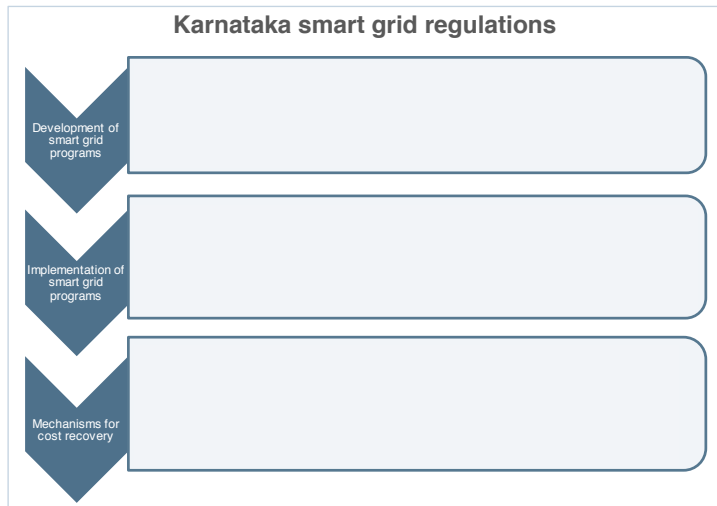 Karnataka smart grid regulations
Development of
smart grid
programs
Implementation of
smart grid
programs
Mechanisms for
cost recovery